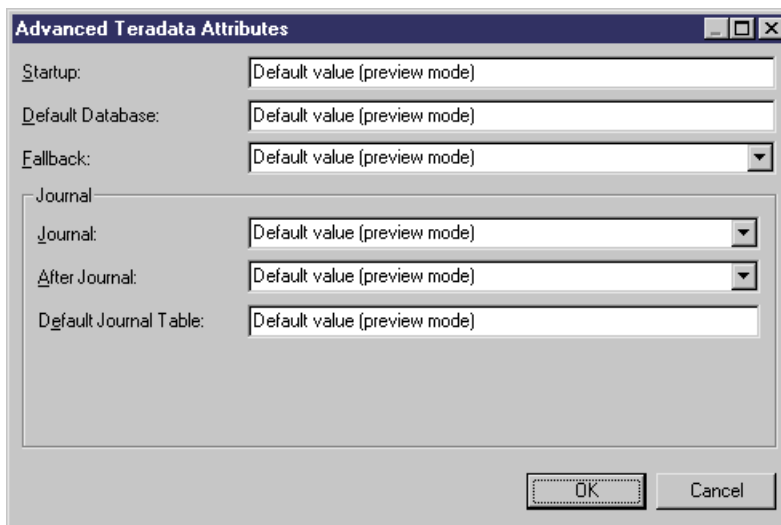 Advanced Teradata Attributes
Startup: Default value (preview mode)
Default Database: Default value (preview mode)
Fallback: Default value (preview mode)
Journal
Journal: Default value (preview mode)
After Journal: Default value (preview mode)
Default Journal Table: Default value (preview mode)
OK Cancel